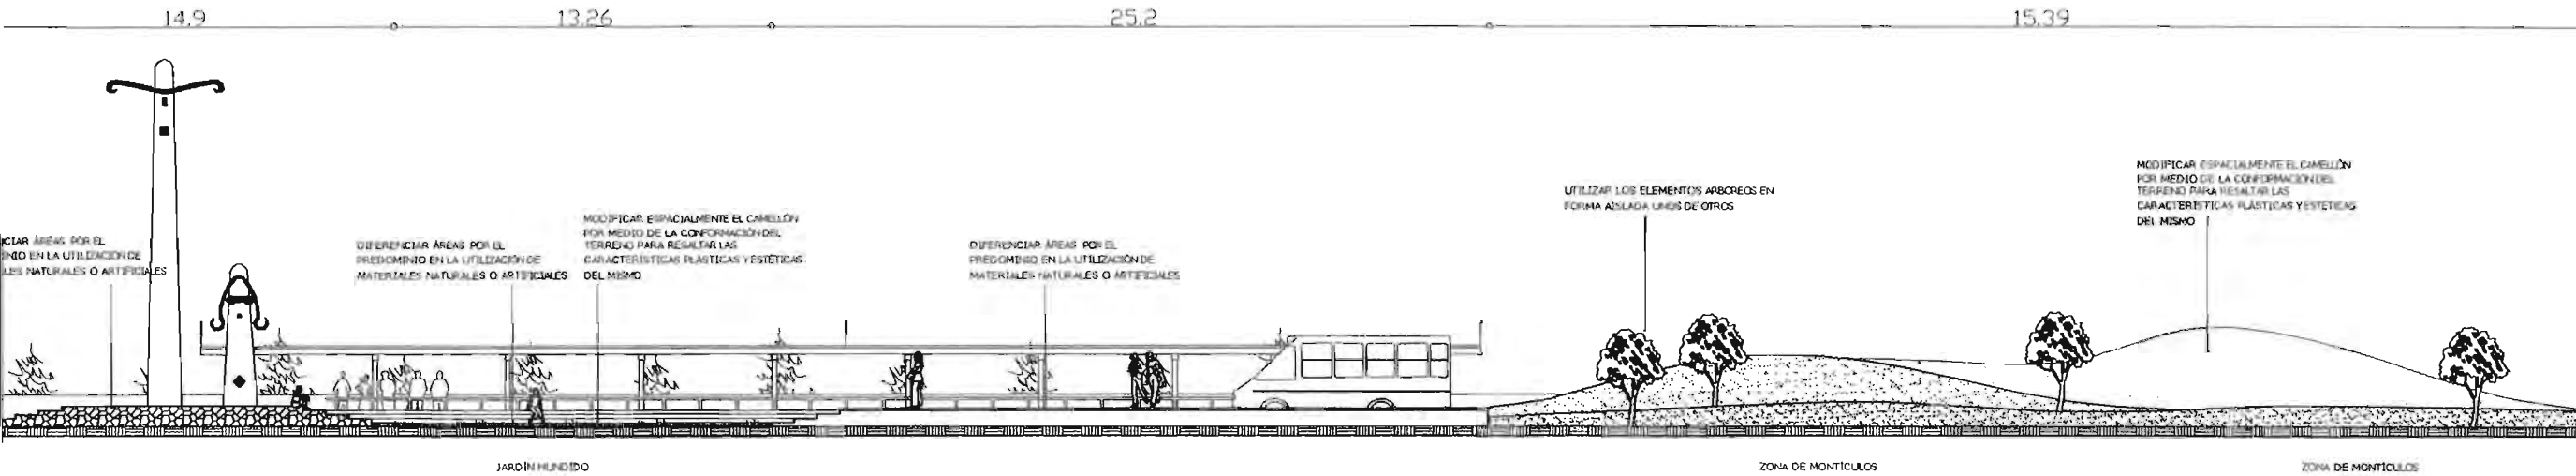 14.9
13.26
25.2
15.39
CIAR ÁREAS POR EL
NIO EN LA UTILIZACIÓN DE
LES NATURALES O ARTIFICIALES
DIFERENCIAR ÁREAS POR EL
PREDOMINIO EN LA UTILIZACIÓN DE
MATERIALES NATURALES O ARTIFICIALES
MODIFICAR ESPACIALMENTE EL CAMELLÓN
POR MEDIO DE LA CONFORMACIÓN DEL
TERRENO PARA RESALTAR LAS
CARACTERÍSTICAS PLÁSTICAS Y ESTÉTICAS
DEL MISMO
DIFERENCIAR ÁREAS POR EL
PREDOMINIO EN LA UTILIZACIÓN DE
MATERIALES NATURALES O ARTIFICIALES
UTILIZAR LOS ELEMENTOS ARBÓREOS EN
FORMA AISLADA UNOS DE OTROS
MODIFICAR ESPACIALMENTE EL CAMELLÓN
POR MEDIO DE LA CONFORMACIÓN DEL
TERRENO PARA RESALTAR LAS
CARACTERÍSTICAS PLÁSTICAS Y ESTÉTICAS
DEL MISMO
JARDÍN HUNDIDO
ZONA DE MONTÍCULOS
ZONA DE MONTÍCULOS